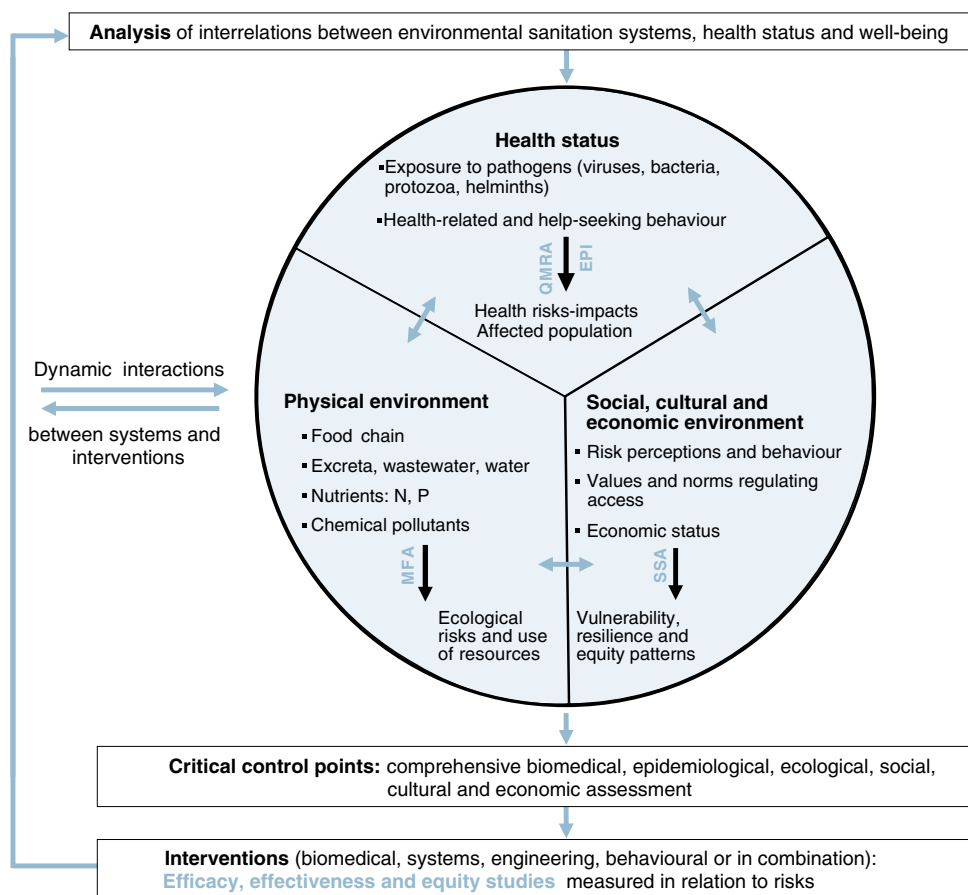 Analysis of interrelations between environmental sanitation systems, health status and well-being
Health status
▪Exposure to pathogens (viruses, bacteria,
protozoa, helminths)
▪Health-related and help-seeking behaviour
QMRA
EPI
Health risks-impacts
Affected population
Dynamic interactions
between systems and
interventions
Physical environment
▪Food chain
▪Excreta, wastewater, water
▪Nutrients: N, P
▪Chemical pollutants
MFA
Ecological
risks and use
of resources
Social, cultural and
economic environment
▪Risk perceptions and behaviour
▪Values and norms regulating
access
▪Economic status
SSA
Vulnerability,
resilience and
equity patterns
Critical control points: comprehensive biomedical, epidemiological, ecological, social,
cultural and economic assessment
Interventions (biomedical, systems, engineering, behavioural or in combination):
Efficacy, effectiveness and equity studies measured in relation to risks